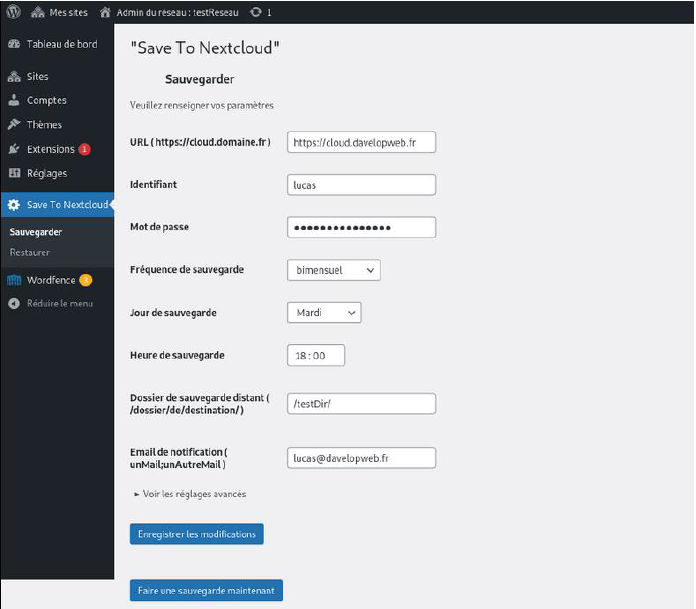 Mes sites Admin du réseau : testReseau 1
Tableau de bord
Sites
Comptes
Thèmes
Extensions 1
Réglages
Save To Nextcloud
Sauvegarder
Restaurer
Wordfence 3
Réduire le menu
"Save To Nextcloud"
Sauvegarder
Veuillez renseigner vos paramètres
URL ( https://cloud.domaine.fr ) https://cloud.davelopweb.fr
Identifiant lucas
Mot de passe
Fréquence de sauvegarde bimensuel
Jour de sauvegarde Mardi
Heure de sauvegarde 18 : 00
Dossier de sauvegarde distant (
/dossier/de/destination/ ) /testDir/
Email de notification (
unMail;unAutreMail ) lucas@davelopweb.fr
► Voir les réglages avancés
Enregistrer les modifications
Faire une sauvegarde maintenant